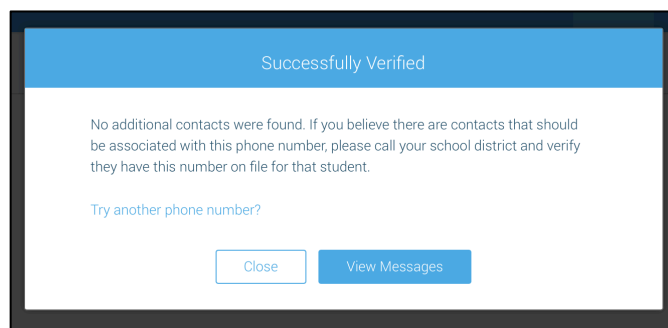 Successfully Verified
No additional contacts were found. If you believe there are contacts that should
be associated with this phone number, please call your school district and verify
they have this number on file for that student.
Try another phone number?
Close
View Messages